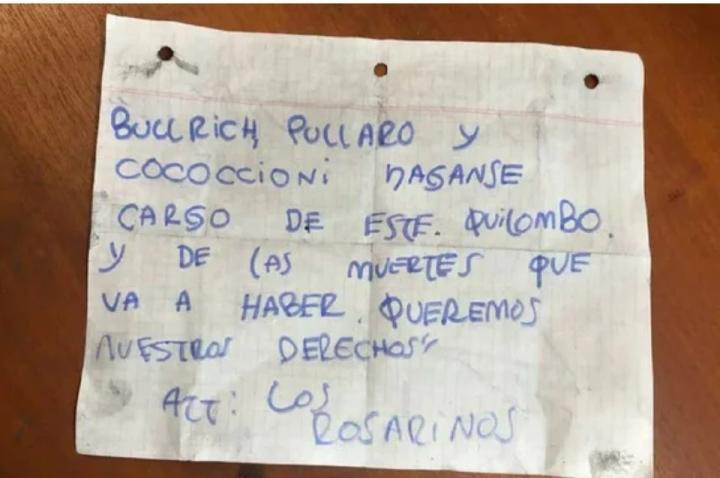 BULLRICH, PULLARO Y
COCOCCIONi HAGANSE
CARGO DE ESTE. QUiLOMBO.
Y DE LAS MUERTES QUE
VA A HABER. QUEREMOS
NUESTROS DERECHOS"
ATT: LOS
ROSARiNOS